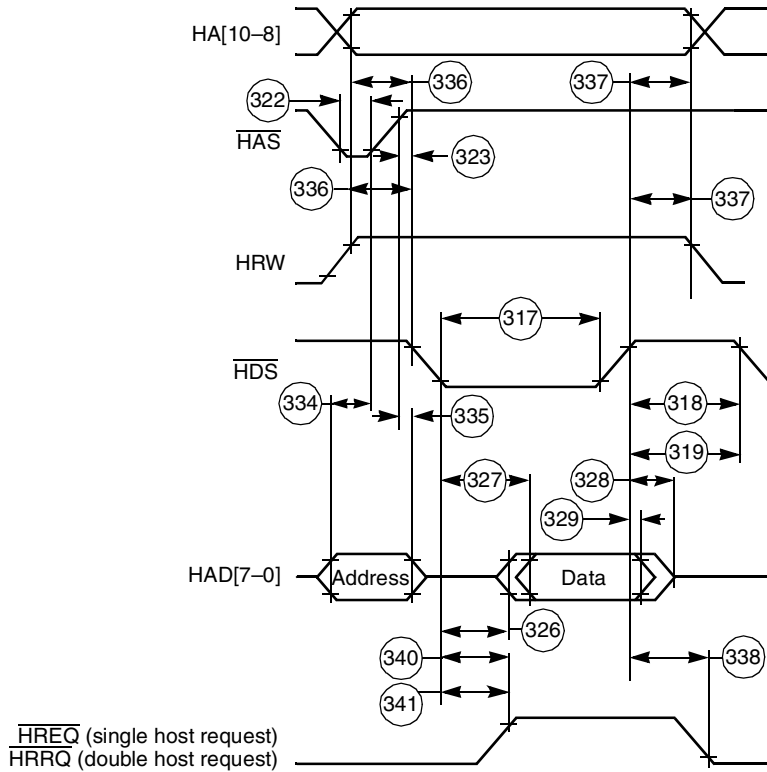 HA[10–8]
336
337
322
HAS
323
336
337
HRW
317
HDS
334
318
335
319
327
328
329
HAD[7–0]
Address
Data
326
340
338
341
HREQ (single host request)
HRRQ (double host request)